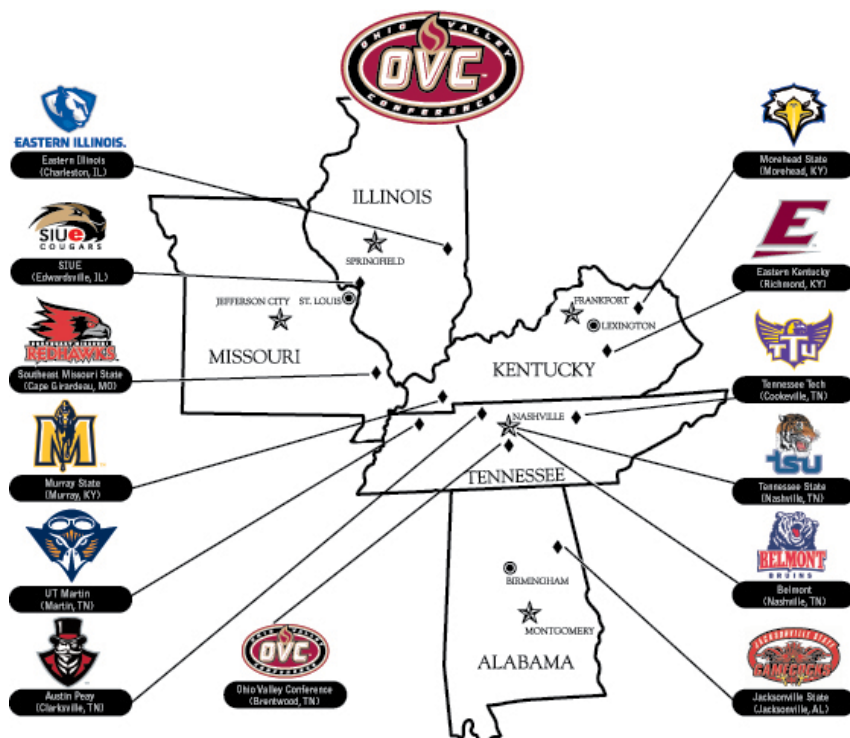 OHIO VALLEY
OVC
CONFERENCE
EASTERN ILLINOIS
Eastern Illinois
(Charleston, IL)
SIUe
COUGARS
SIUE
(Edwardsville, IL)
SOUTHEAST MISSOURI STATE
REDHAWKS
Southeast Missouri State
(Cape Girardeau, MO)
M
Murray State
(Murray, KY)
UT Martin
(Martin, TN)
Austin Peay
(Clarksville, TN)
ILLINOIS
SPRINGFIELD
JEFFERSON CITY
ST. LOUIS
MISSOURI
FRANKFORT
LEXINGTON
KENTUCKY
NASHVILLE
TENNESSEE
BIRMINGHAM
MONTGOMERY
ALABAMA
OHIO VALLEY
OVC
CONFERENCE
Ohio Valley Conference
(Brentwood, TN)
Morehead State
(Morehead, KY)
E
Eastern Kentucky
(Richmond, KY)
TTU
Tennessee Tech
(Cookeville, TN)
tsu
Tennessee State
(Nashville, TN)
BELMONT
BRUINS
Belmont
(Nashville, TN)
JACKSONVILLE STATE
GAMECOCKS
Jacksonville State
(Jacksonville, AL)